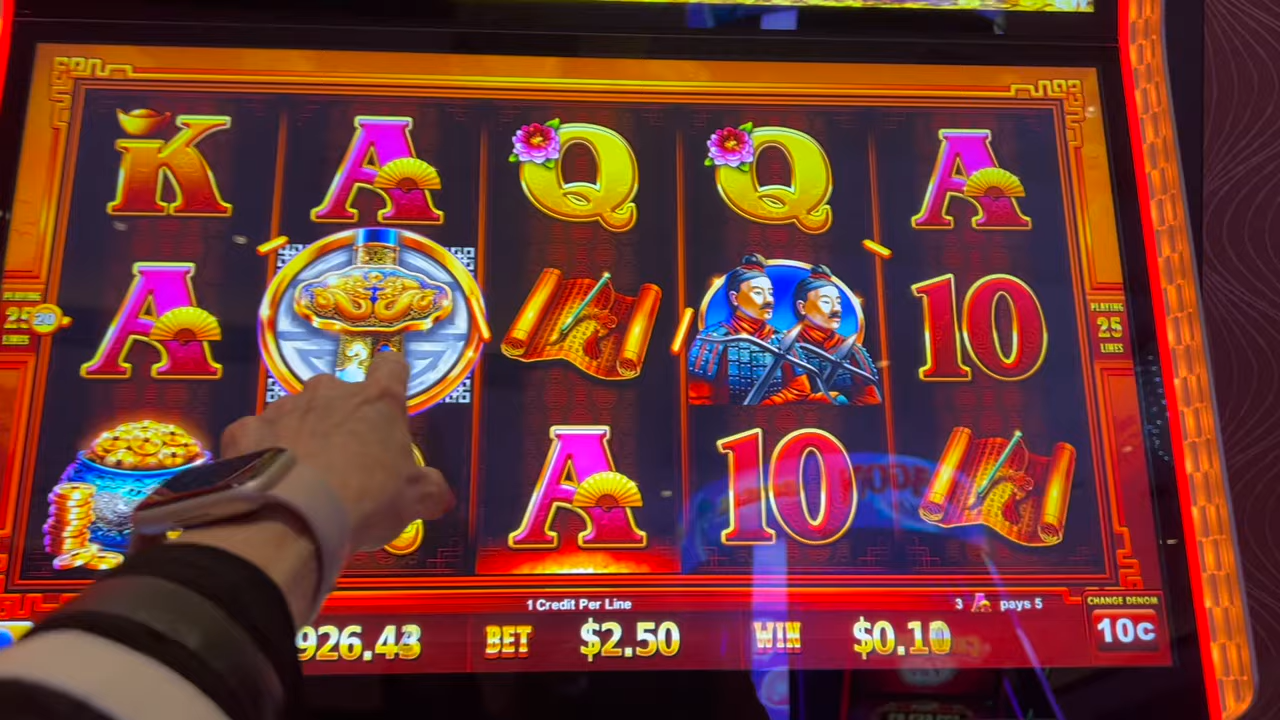 K A Q Q A
A 10
A 10
PLAYING
25 20
LINES
PLAYING
25
LINES
1 Credit Per Line
3 A pays 5
CHANGE DENOM
10c
926.43
BET $2.50
WIN $0.10